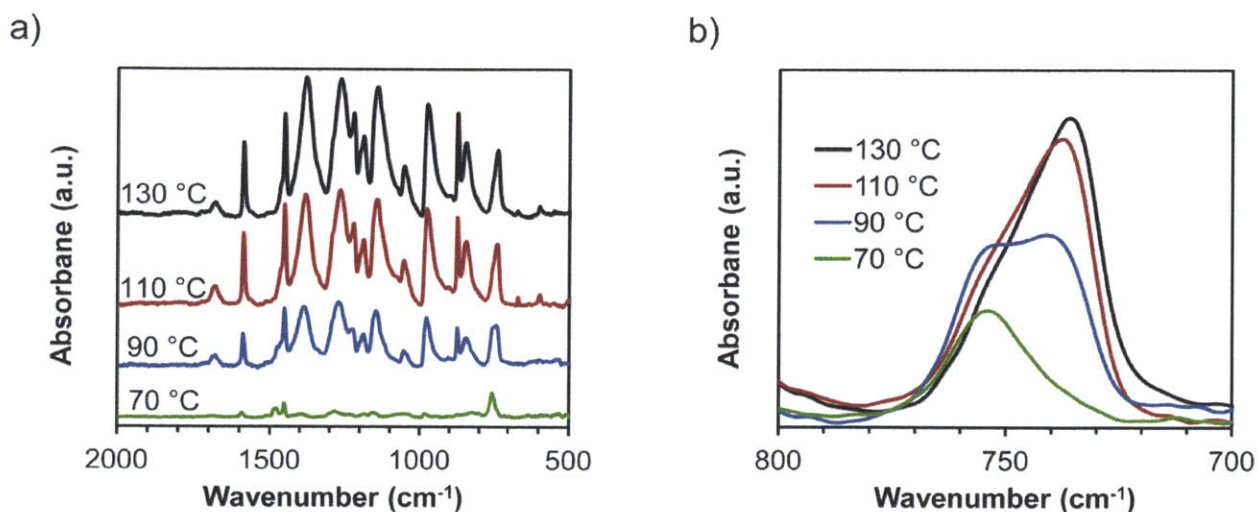 a)
130 °C
110 °C
90 °C
70 °C
Absorbane (a.u.)
2000 1500 1000 500
Wavenumber (cm-1)
b)
130 °C
110 °C
90 °C
70 °C
Absorbane (a.u.)
800 750 700
Wavenumber (cm-1)